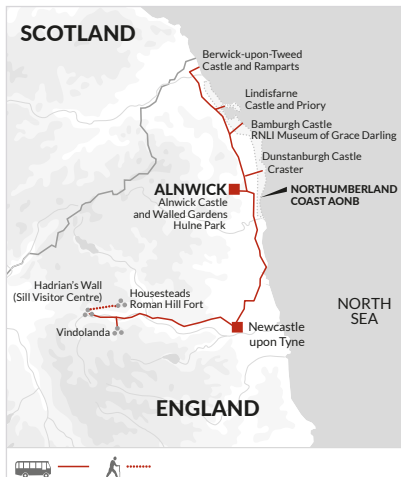 SCOTLAND
Berwick-upon-Tweed
Castle and Ramparts
Lindisfarne
Castle and Priory
Bamburgh Castle
RNLI Museum of Grace Darling
Dunstanburgh Castle
Craster
ALNWICK
Alnwick Castle
and Walled Gardens
Hulne Park
NORTHUMBERLAND
COAST AONB
Hadrian's Wall
(Sill Visitor Centre)
Housesteads
Roman Hill Fort
Vindolanda
Newcastle
upon Tyne
NORTH
SEA
ENGLAND